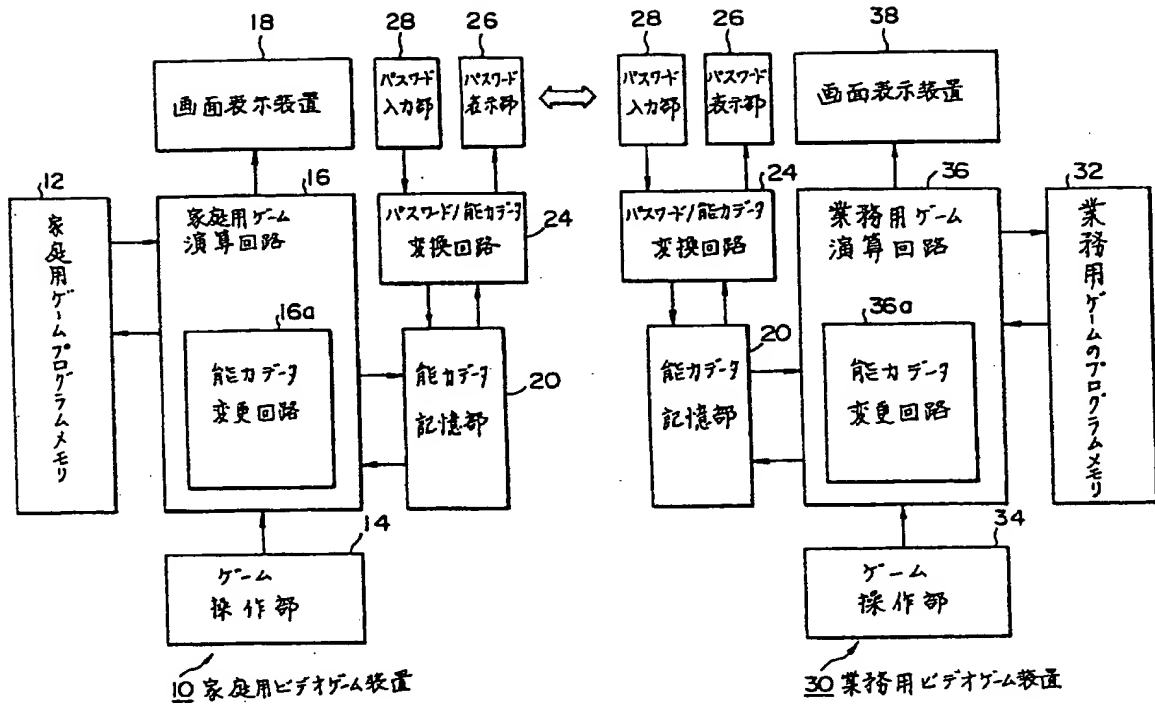 18
画面表示装置
28
パスワード
入力部
26
パスワード
表示部
12
家庭用ゲームプログラムメモリ
16
家庭用ゲーム
演算回路
16a
能力データ
変更回路
パスワード/能力データ
変換回路
24
能力データ
記憶部
20
14
ゲーム
操作部
10 家庭用ビデオゲーム装置
28
パスワード
入力部
26
パスワード
表示部
38
画面表示装置
24
パスワード/能力データ
変換回路
20
能力データ
記憶部
36
業務用ゲーム
演算回路
36a
能力データ
変更回路
32
業務用ゲームのプログラムメモリ
34
ゲーム
操作部
30 業務用ビデオゲーム装置